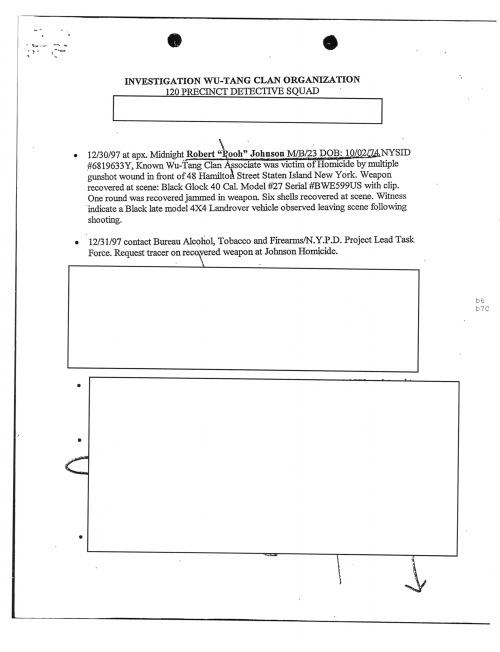 INVESTIGATION WU-TANG CLAN ORGANIZATION
120 PRECINCT DETECTIVE SQUAD
• 12/30/97 at apx. Midnight Robert "Pooh" Johnson M/B/23 DOB: 10/02/74 NYSID
#6819633Y, Known Wu-Tang Clan Associate was victim of Homicide by multiple
gunshot wound in front of 48 Hamilton Street Staten Island New York. Weapon
recovered at scene: Black Glock 40 Cal. Model #27 Serial #BWE599US with clip.
One round was recovered jammed in weapon. Six shells recovered at scene. Witness
indicate a Black late model 4X4 Landrover vehicle observed leaving scene following
shooting.
• 12/31/97 contact Bureau Alcohol, Tobacco and Firearms/N.Y.P.D. Project Lead Task
Force. Request tracer on recovered weapon at Johnson Homicide.
b6
b7C